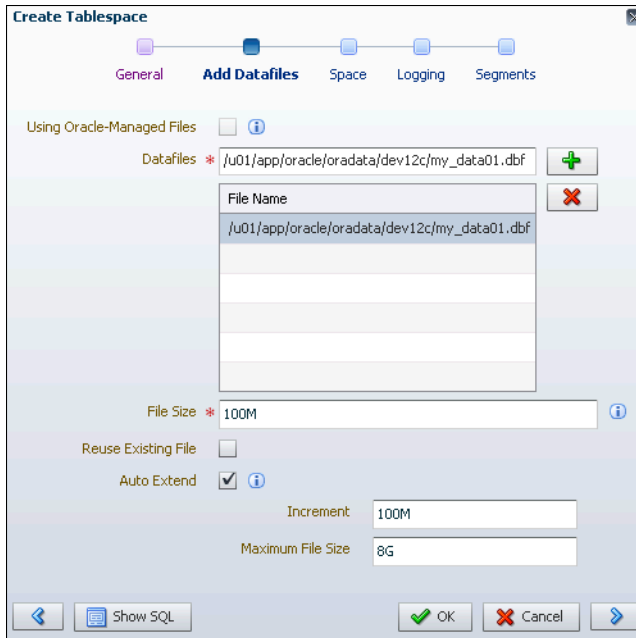 Create Tablespace
General Add Datafiles Space Logging Segments
Using Oracle-Managed Files
Datafiles * /u01/app/oracle/oradata/dev12c/my_data01.dbf
File Name
/u01/app/oracle/oradata/dev12c/my_data01.dbf
File Size * 100M
Reuse Existing File
Auto Extend
Increment 100M
Maximum File Size 8G
Show SQL OK Cancel